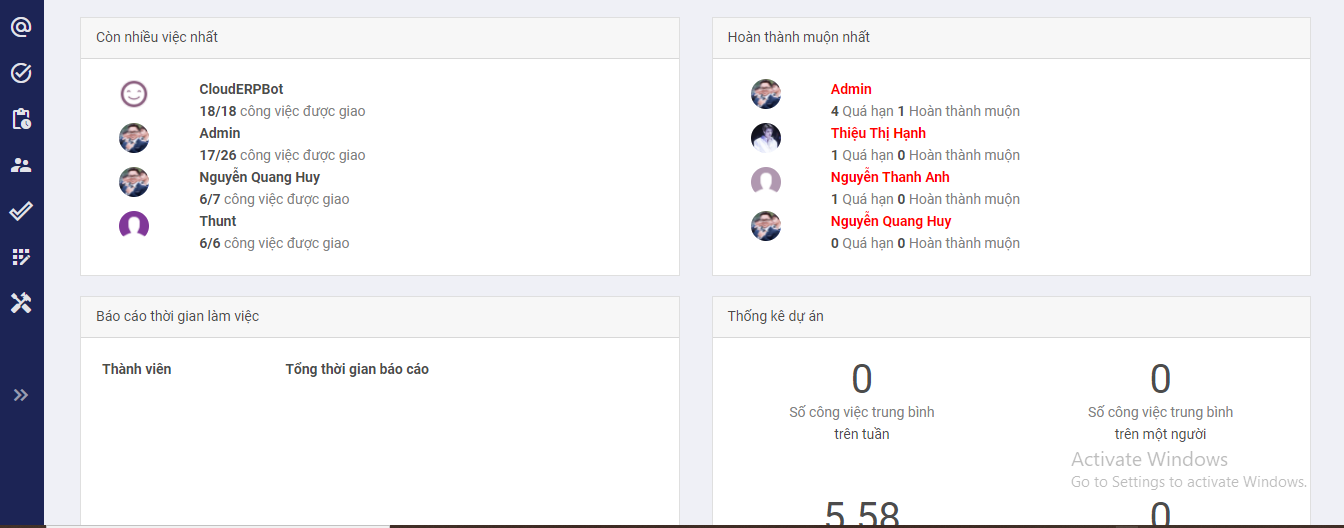 Còn nhiều việc nhất
CloudERPBot
18/18 công việc được giao
Admin
17/26 công việc được giao
Nguyễn Quang Huy
6/7 công việc được giao
Thunt
6/6 công việc được giao
Hoàn thành muộn nhất
Admin
4 Quá hạn 1 Hoàn thành muộn
Thiệu Thị Hạnh
1 Quá hạn 0 Hoàn thành muộn
Nguyễn Thanh Anh
1 Quá hạn 0 Hoàn thành muộn
Nguyễn Quang Huy
0 Quá hạn 0 Hoàn thành muộn
Báo cáo thời gian làm việc
Thành viên Tổng thời gian báo cáo
Thống kê dự án
0 0
Số công việc trung bình Số công việc trung bình
trên tuần trên một người
Activate Windows
Go to Settings to activate Windows.
5.58 0